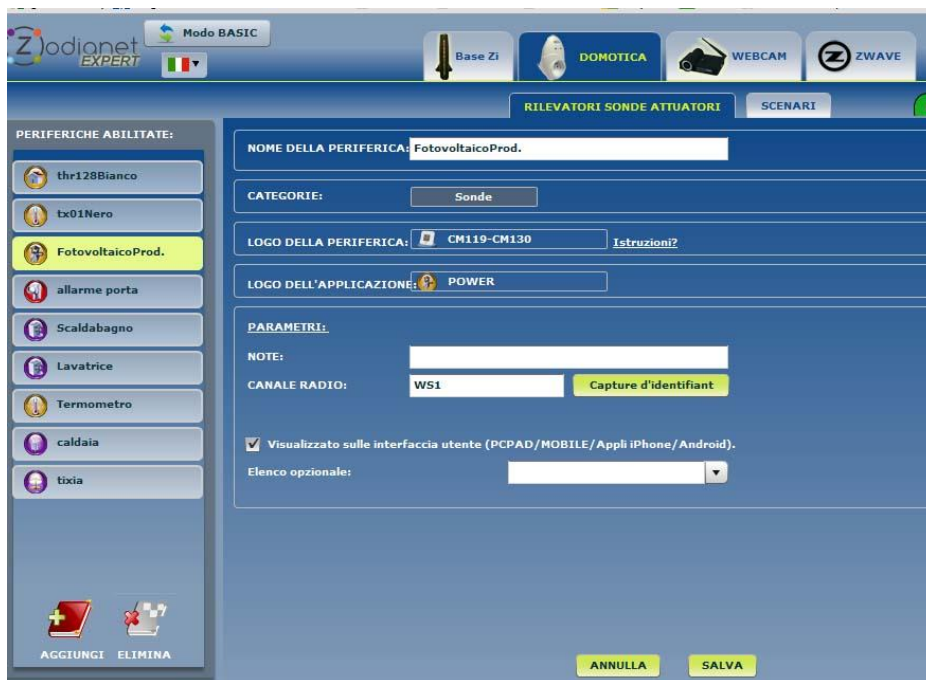 Zodianet
EXPERT
Modo BASIC
Base Zi
DOMOTICA
WEBCAM
ZWAVE
RILEVATORI SONDE ATTUATORI
SCENARI
PERIFERICHE ABILITATE:
thr128Bianco
tx01Nero
FotovoltaicoProd.
allarme porta
Scaldabagno
Lavatrice
Termometro
caldaia
tixia
AGGIUNGI ELIMINA
NOME DELLA PERIFERICA: FotovoltaicoProd.
CATEGORIE: Sonde
LOGO DELLA PERIFERICA: CM119-CM130 Istruzioni?
LOGO DELL'APPLICAZIONE: POWER
PARAMETRI:
NOTE:
CANALE RADIO: WS1 Capture d'identifiant
Visualizzato sulle interfaccia utente (PCPAD/MOBILE/Appli iPhone/Android).
Elenco opzionale:
ANNULLA SALVA